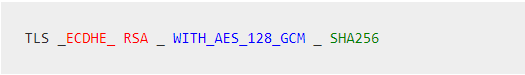 TLS _ECDHE_ RSA _ WITH_AES_128_GCM _ SHA256